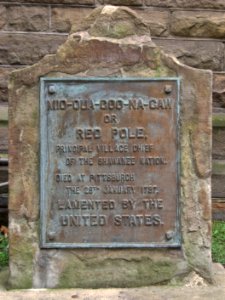 MIO-QUA-COO-NA-CAW
OR
RED POLE,
PRINCIPAL VILLAGE CHIEF
OF THE SHAWANEE NATION.
DIED AT PITTSBURGH
THE 28TH JANUARY 1797,
LAMENTED BY THE
UNITED STATES.